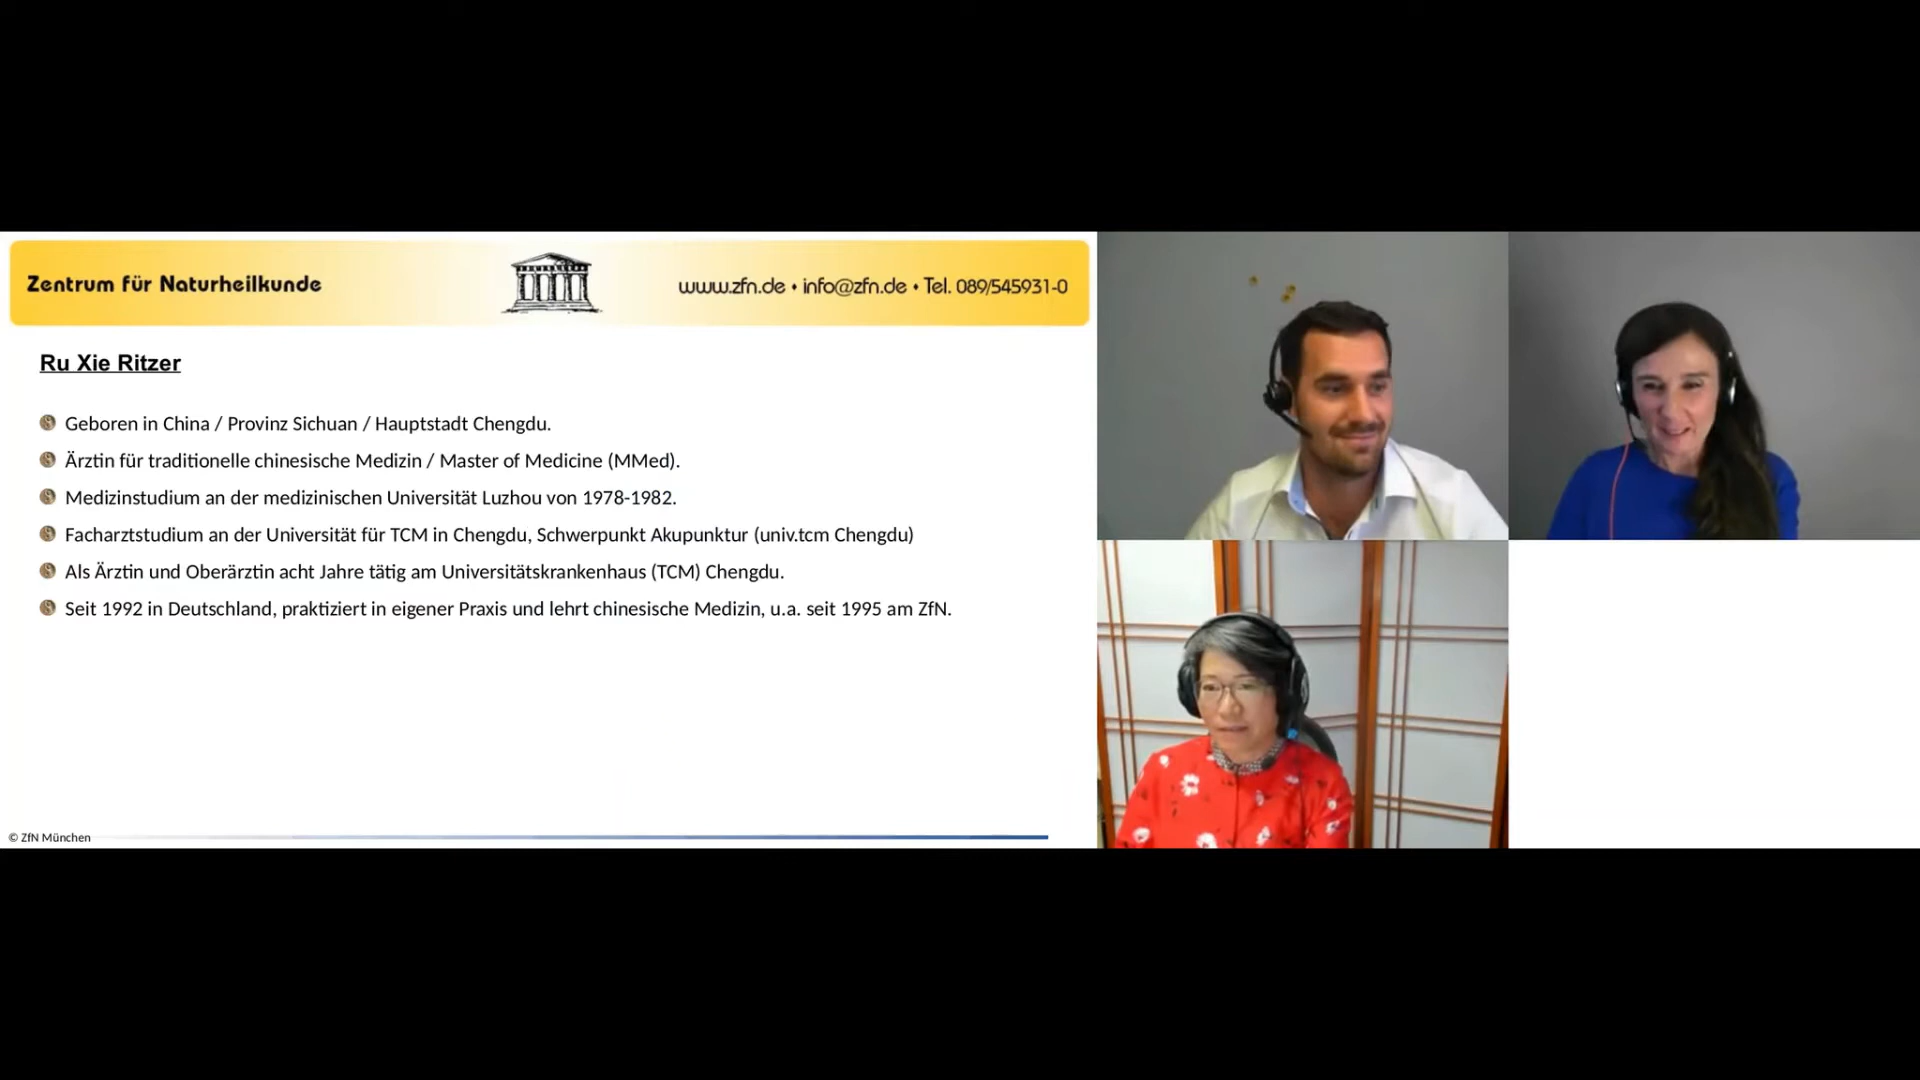 Zentrum für Naturheilkunde
www.zfn.de • info@zfn.de • Tel. 089/545931-0
Ru Xie Ritzer
Geboren in China / Provinz Sichuan / Hauptstadt Chengdu.
Ärztin für traditionelle chinesische Medizin / Master of Medicine (MMed).
Medizinstudium an der medizinischen Universität Luzhou von 1978-1982.
Facharztstudium an der Universität für TCM in Chengdu, Schwerpunkt Akupunktur (univ.tcm Chengdu)
Als Ärztin und Oberärztin acht Jahre tätig am Universitätskrankenhaus (TCM) Chengdu.
Seit 1992 in Deutschland, praktiziert in eigener Praxis und lehrt chinesische Medizin, u.a. seit 1995 am ZfN.
© ZfN München